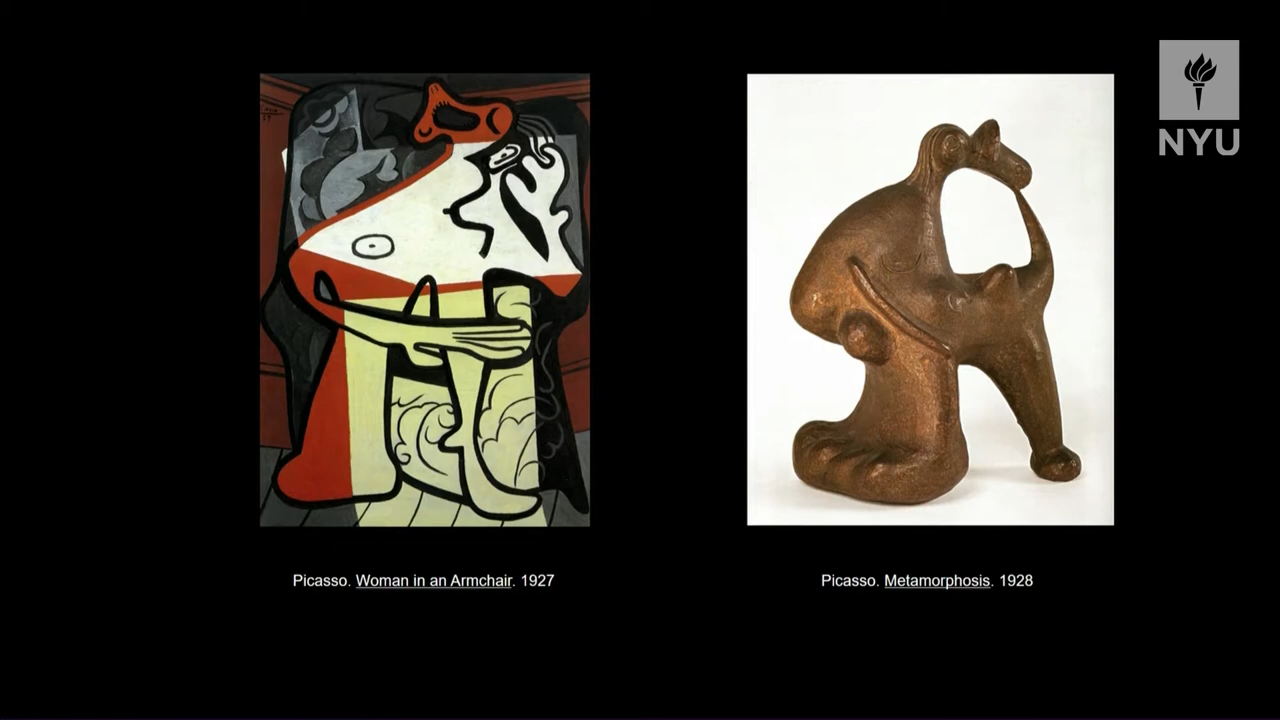 NYU
Picasso. Woman in an Armchair. 1927
Picasso. Metamorphosis. 1928